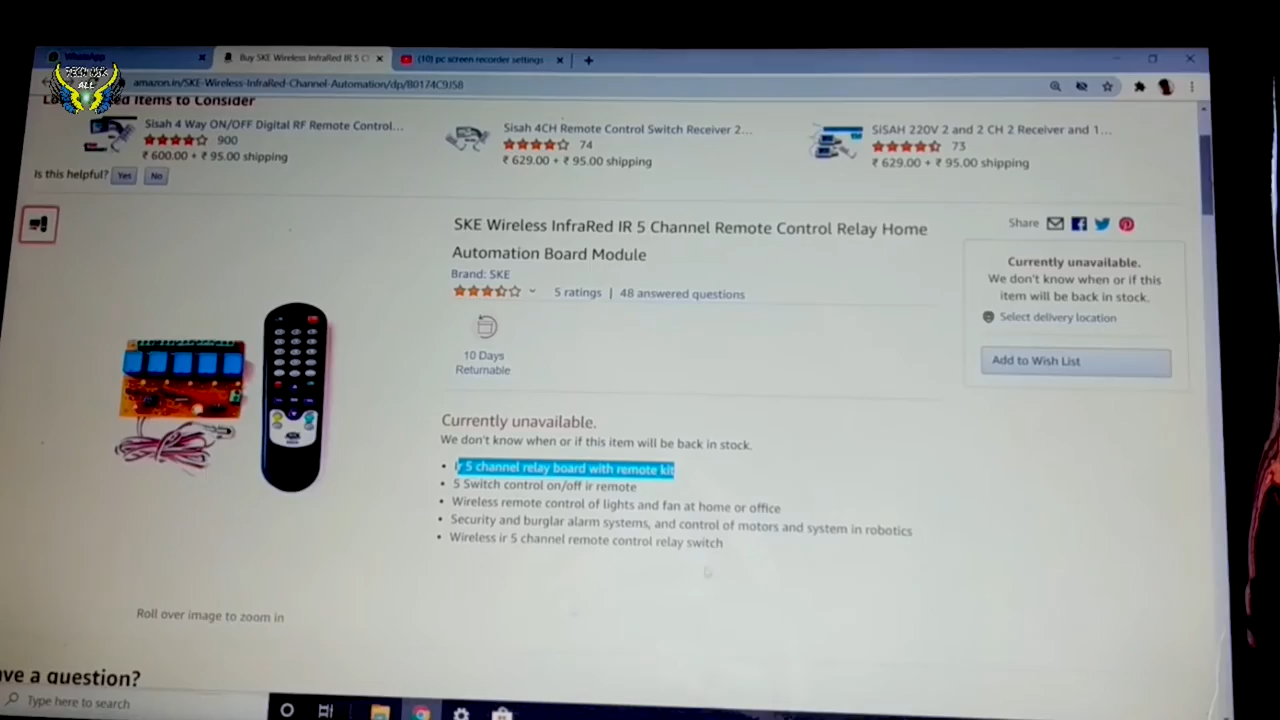 WhatsApp
Buy SKE Wireless InfraRed IR 5 C
(10) pc screen recorder settings
TECHNICK
ALL
amazon.in/SKE-Wireless-InfraRed-Channel-Automation/dp/B0174C9J58
ed Items to Consider
Sisah 4 Way ON/OFF Digital RF Remote Control...
900
₹ 600.00 + ₹ 95.00 shipping
Sisah 4CH Remote Control Switch Receiver 2...
74
₹ 629.00 + ₹ 95.00 shipping
SISAH 220V 2 and 2 CH 2 Receiver and 1...
73
₹ 629.00 + ₹ 95.00 shipping
Is this helpful? Yes No
SKE Wireless InfraRed IR 5 Channel Remote Control Relay Home
Automation Board Module
Brand: SKE
5 ratings | 48 answered questions
10 Days
Returnable
Currently unavailable.
We don't know when or if this item will be back in stock.
Ir 5 channel relay board with remote kit
5 Switch control on/off ir remote
Wireless remote control of lights and fan at home or office
Security and burglar alarm systems, and control of motors and system in robotics
Wireless ir 5 channel remote control relay switch
Share
Currently unavailable.
We don't know when or if this
item will be back in stock.
Select delivery location
Add to Wish List
Roll over image to zoom in
ave a question?
Type here to search